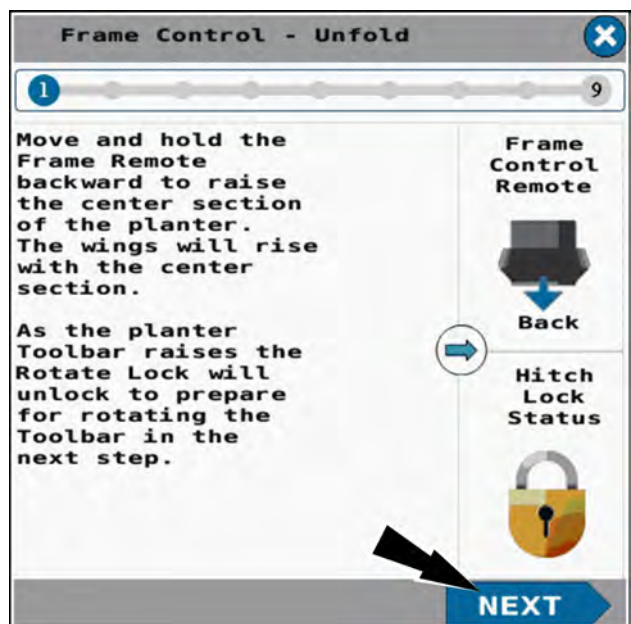 Frame Control - Unfold
1
9
Move and hold the
Frame Remote
backward to raise
the center section
of the planter.
The wings will rise
with the center
section.
As the planter
Toolbar raises the
Rotate Lock will
unlock to prepare
for rotating the
Toolbar in the
next step.
Frame
Control
Remote
Back
Hitch
Lock
Status
NEXT